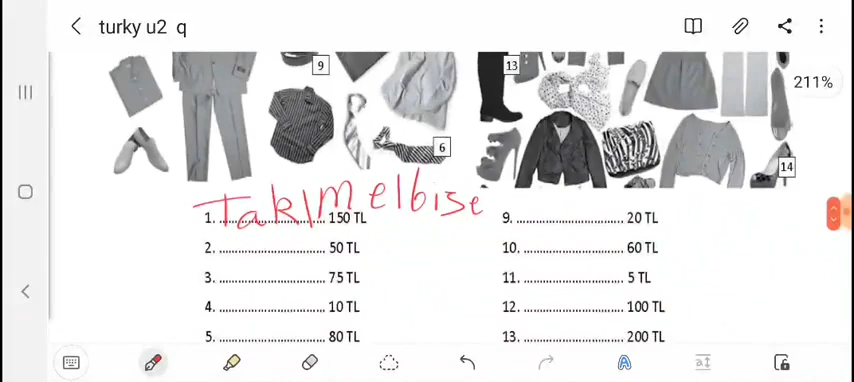 turky u2 q
211%
9
13
6
14
Takım elbise
1. ................................ 150 TL
2. ................................ 50 TL
3. ................................ 75 TL
4. ................................ 10 TL
5. ................................ 80 TL
9. ................................ 20 TL
10. ................................ 60 TL
11. ................................ 5 TL
12. ................................ 100 TL
13. ................................ 200 TL